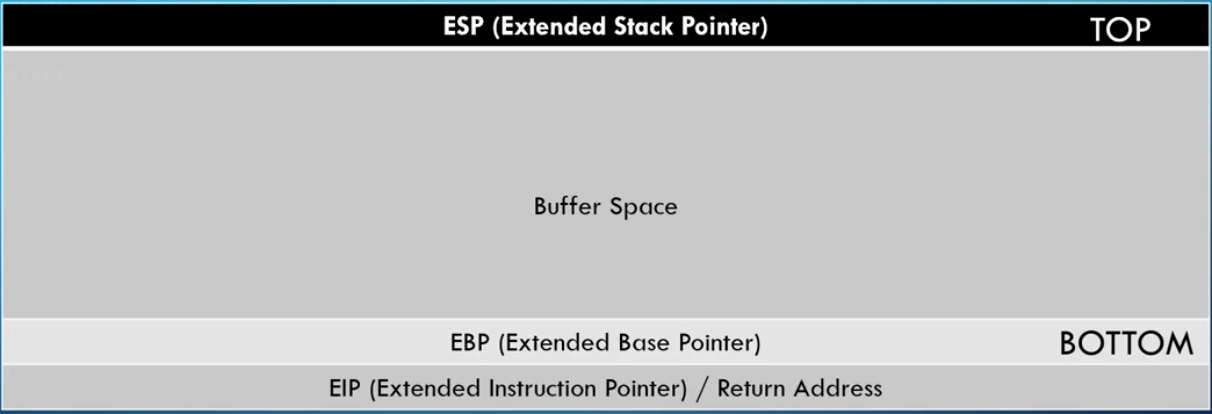 ESP (Extended Stack Pointer) TOP
Buffer Space
EBP (Extended Base Pointer) BOTTOM
EIP (Extended Instruction Pointer) / Return Address